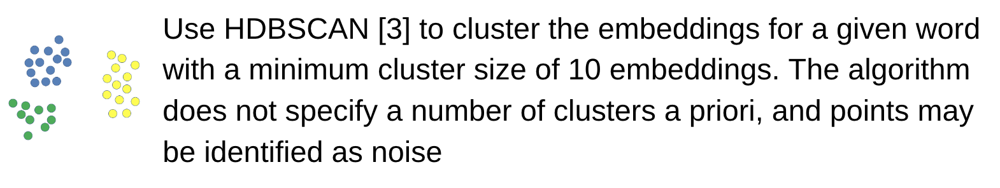 Use HDBSCAN [3] to cluster the embeddings for a given word
with a minimum cluster size of 10 embeddings. The algorithm
does not specify a number of clusters a priori, and points may
be identified as noise